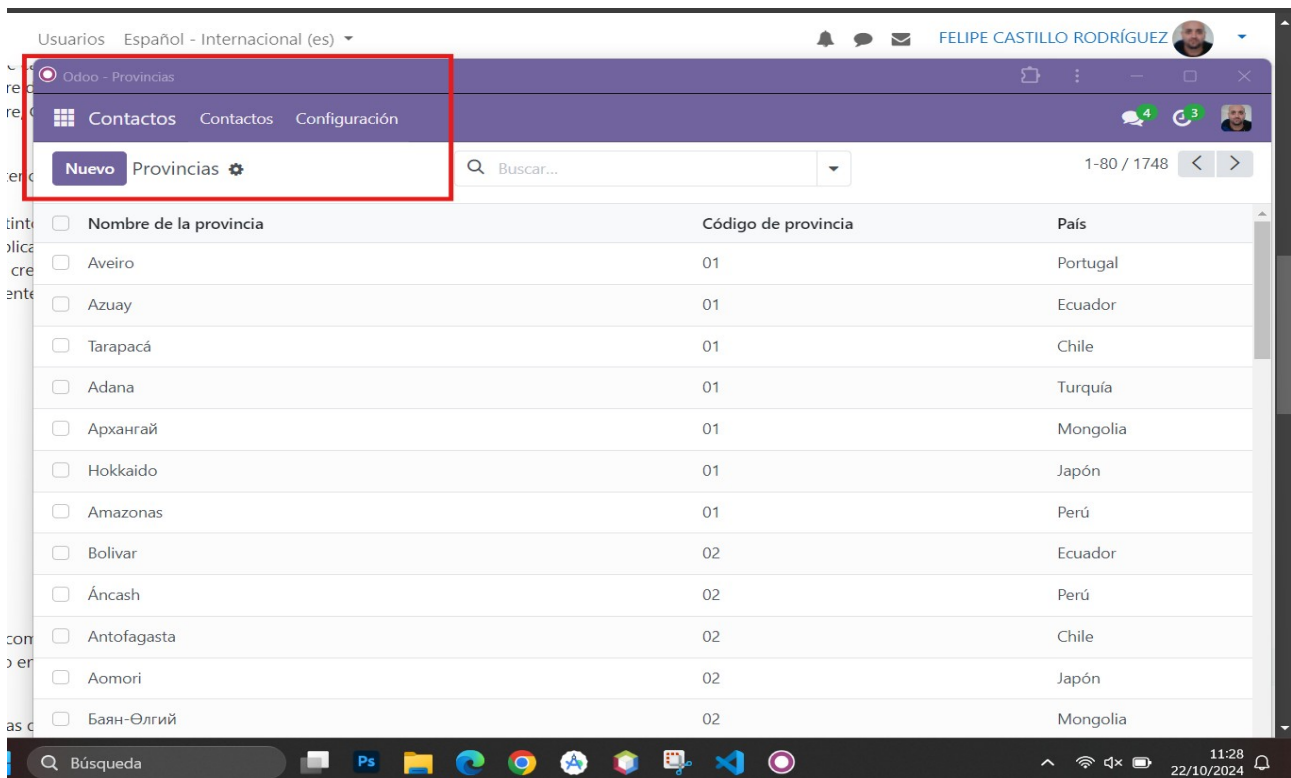 Usuarios Español - Internacional (es) FELIPE CASTILLO RODRÍGUEZ
Odoo - Provincias
Contactos Contactos Configuración 4 3
Nuevo Provincias Buscar... 1-80 / 1748
Nombre de la provincia Código de provincia País
Aveiro 01 Portugal
Azuay 01 Ecuador
Tarapacá 01 Chile
Adana 01 Turquía
Архангай 01 Mongolia
Hokkaido 01 Japón
Amazonas 01 Perú
Bolivar 02 Ecuador
Áncash 02 Perú
Antofagasta 02 Chile
Aomori 02 Japón
Баян-Өлгий 02 Mongolia
Búsqueda Ps 11:28
22/10/2024